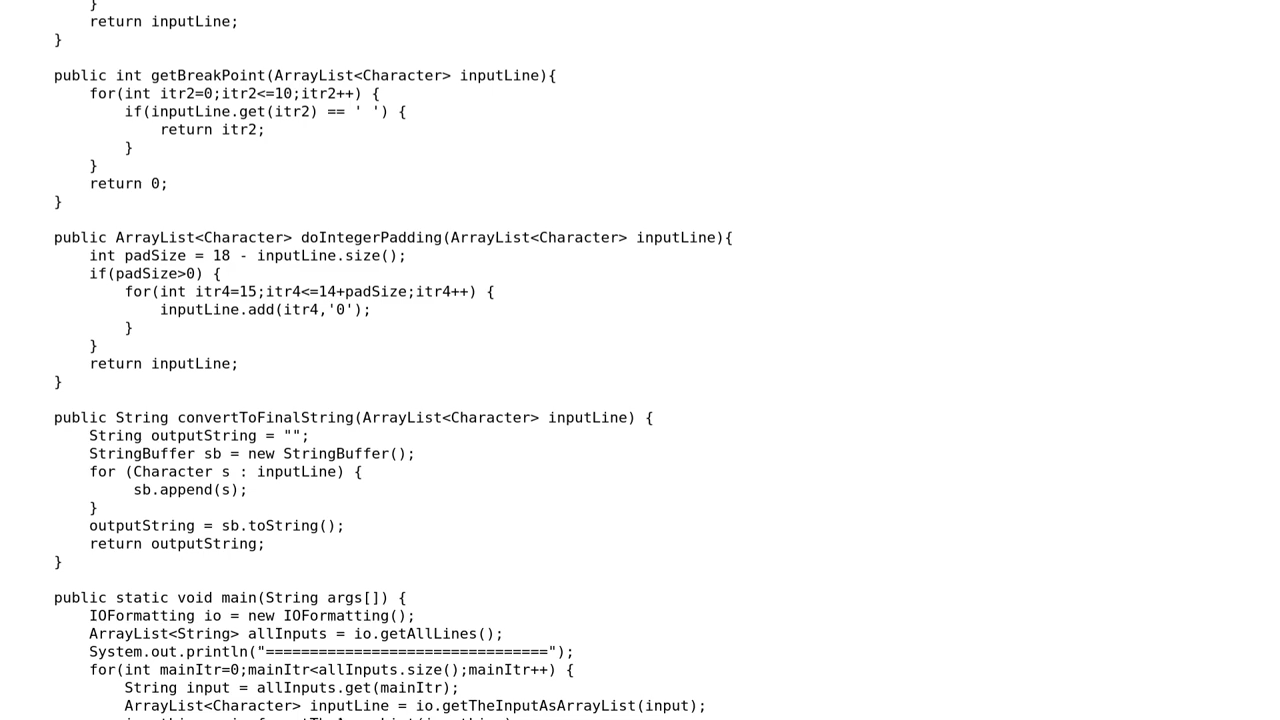 }
        return inputLine;
    }

    public int getBreakPoint(ArrayList<Character> inputLine){
        for(int itr2=0;itr2<=10;itr2++) {
            if(inputLine.get(itr2) == ' ') {
                return itr2;
            }
        }
        return 0;
    }

    public ArrayList<Character> doIntegerPadding(ArrayList<Character> inputLine){
        int padSize = 18 - inputLine.size();
        if(padSize>0) {
            for(int itr4=15;itr4<=14+padSize;itr4++) {
                inputLine.add(itr4,'0');
            }
        }
        return inputLine;
    }

    public String convertToFinalString(ArrayList<Character> inputLine) {
        String outputString = "";
        StringBuffer sb = new StringBuffer();
        for (Character s : inputLine) {
             sb.append(s);
        }
        outputString = sb.toString();
        return outputString;
    }

    public static void main(String args[]) {
        IOFormatting io = new IOFormatting();
        ArrayList<String> allInputs = io.getAllLines();
        System.out.println("================================");
        for(int mainItr=0;mainItr<allInputs.size();mainItr++) {
            String input = allInputs.get(mainItr);
            ArrayList<Character> inputLine = io.getTheInputAsArrayList(input);